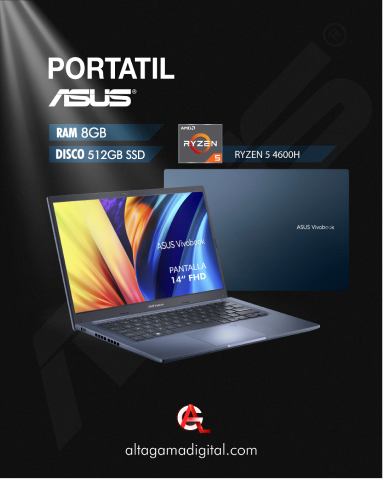 PORTATIL
ASUS®
RAM 8GB
DISCO 512GB SSD
AMD
RYZEN
5
RYZEN 5 4600H
ASUS Vivobook
ASUS Vivobook
PANTALLA
14" FHD
altagamadigital.com